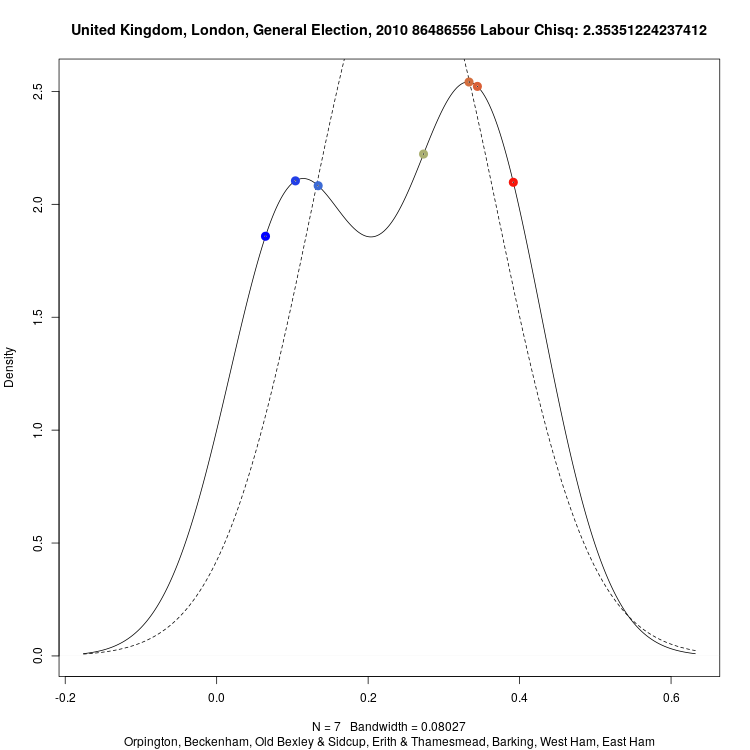 United Kingdom, London, General Election, 2010 86486556 Labour Chisq: 2.35351224237412
2.5
2.0
1.5
1.0
0.5
0.0
Density
-0.2 0.0 0.2 0.4 0.6
N = 7 Bandwidth = 0.08027
Orpington, Beckenham, Old Bexley & Sidcup, Erith & Thamesmead, Barking, West Ham, East Ham